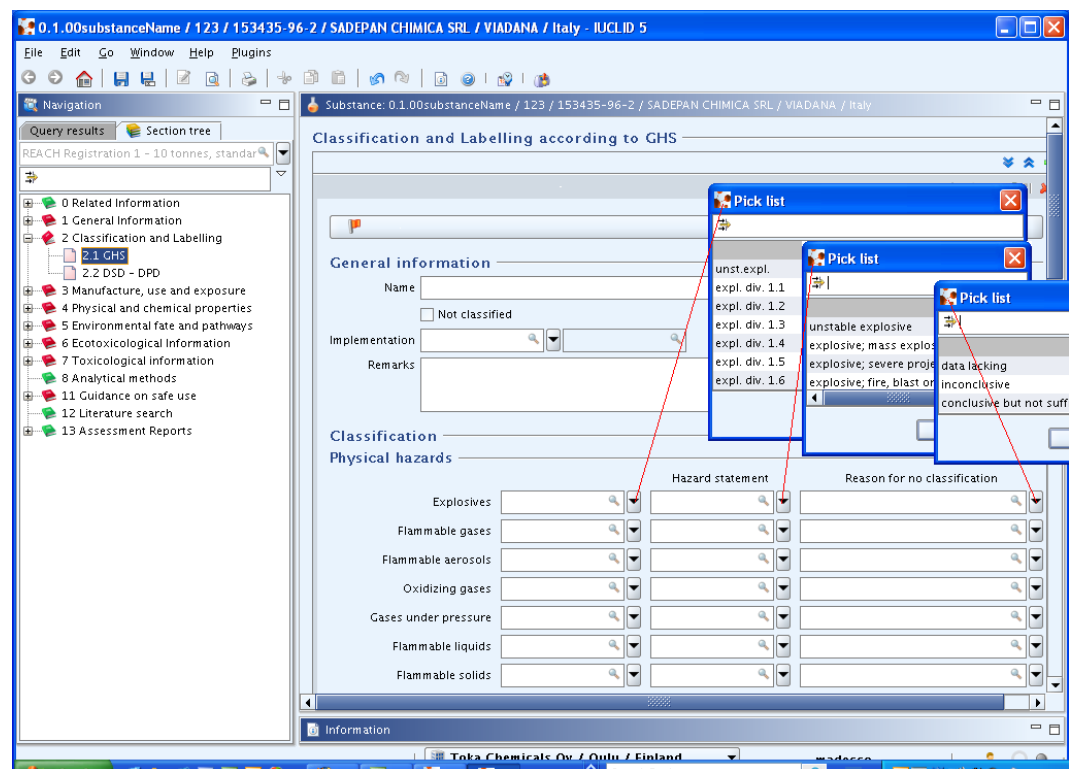 0.1.00substanceName / 123 / 153435-96-2 / SADEPAN CHIMICA SRL / VIADANA / Italy - IUCLID 5
File Edit Go Window Help Plugins
Navigation
Substance: 0.1.00substanceName / 123 / 153435-96-2 / SADEPAN CHIMICA SRL / VIADANA / Italy
Query results Section tree
REACH Registration 1 - 10 tonnes, standar
0 Related Information
1 General Information
2 Classification and Labelling
2.1 GHS
2.2 DSD - DPD
3 Manufacture, use and exposure
4 Physical and chemical properties
5 Environmental fate and pathways
6 Ecotoxicological Information
7 Toxicological information
8 Analytical methods
11 Guidance on safe use
12 Literature search
13 Assessment Reports
Classification and Labelling according to GHS
General information
Name
Not classified
Implementation
Remarks
Classification
Physical hazards
Hazard statement Reason for no classification
Explosives
Flammable gases
Flammable aerosols
Oxidizing gases
Gases under pressure
Flammable liquids
Flammable solids
Pick list
unst.expl.
expl. div. 1.1
expl. div. 1.2
expl. div. 1.3
expl. div. 1.4
expl. div. 1.5
expl. div. 1.6
Pick list
unstable explosive
explosive; mass explos
explosive; severe proje
explosive; fire, blast or
Pick list
data lacking
inconclusive
conclusive but not suff
Information
Toka Chemicals Oy / Oulu / Finland